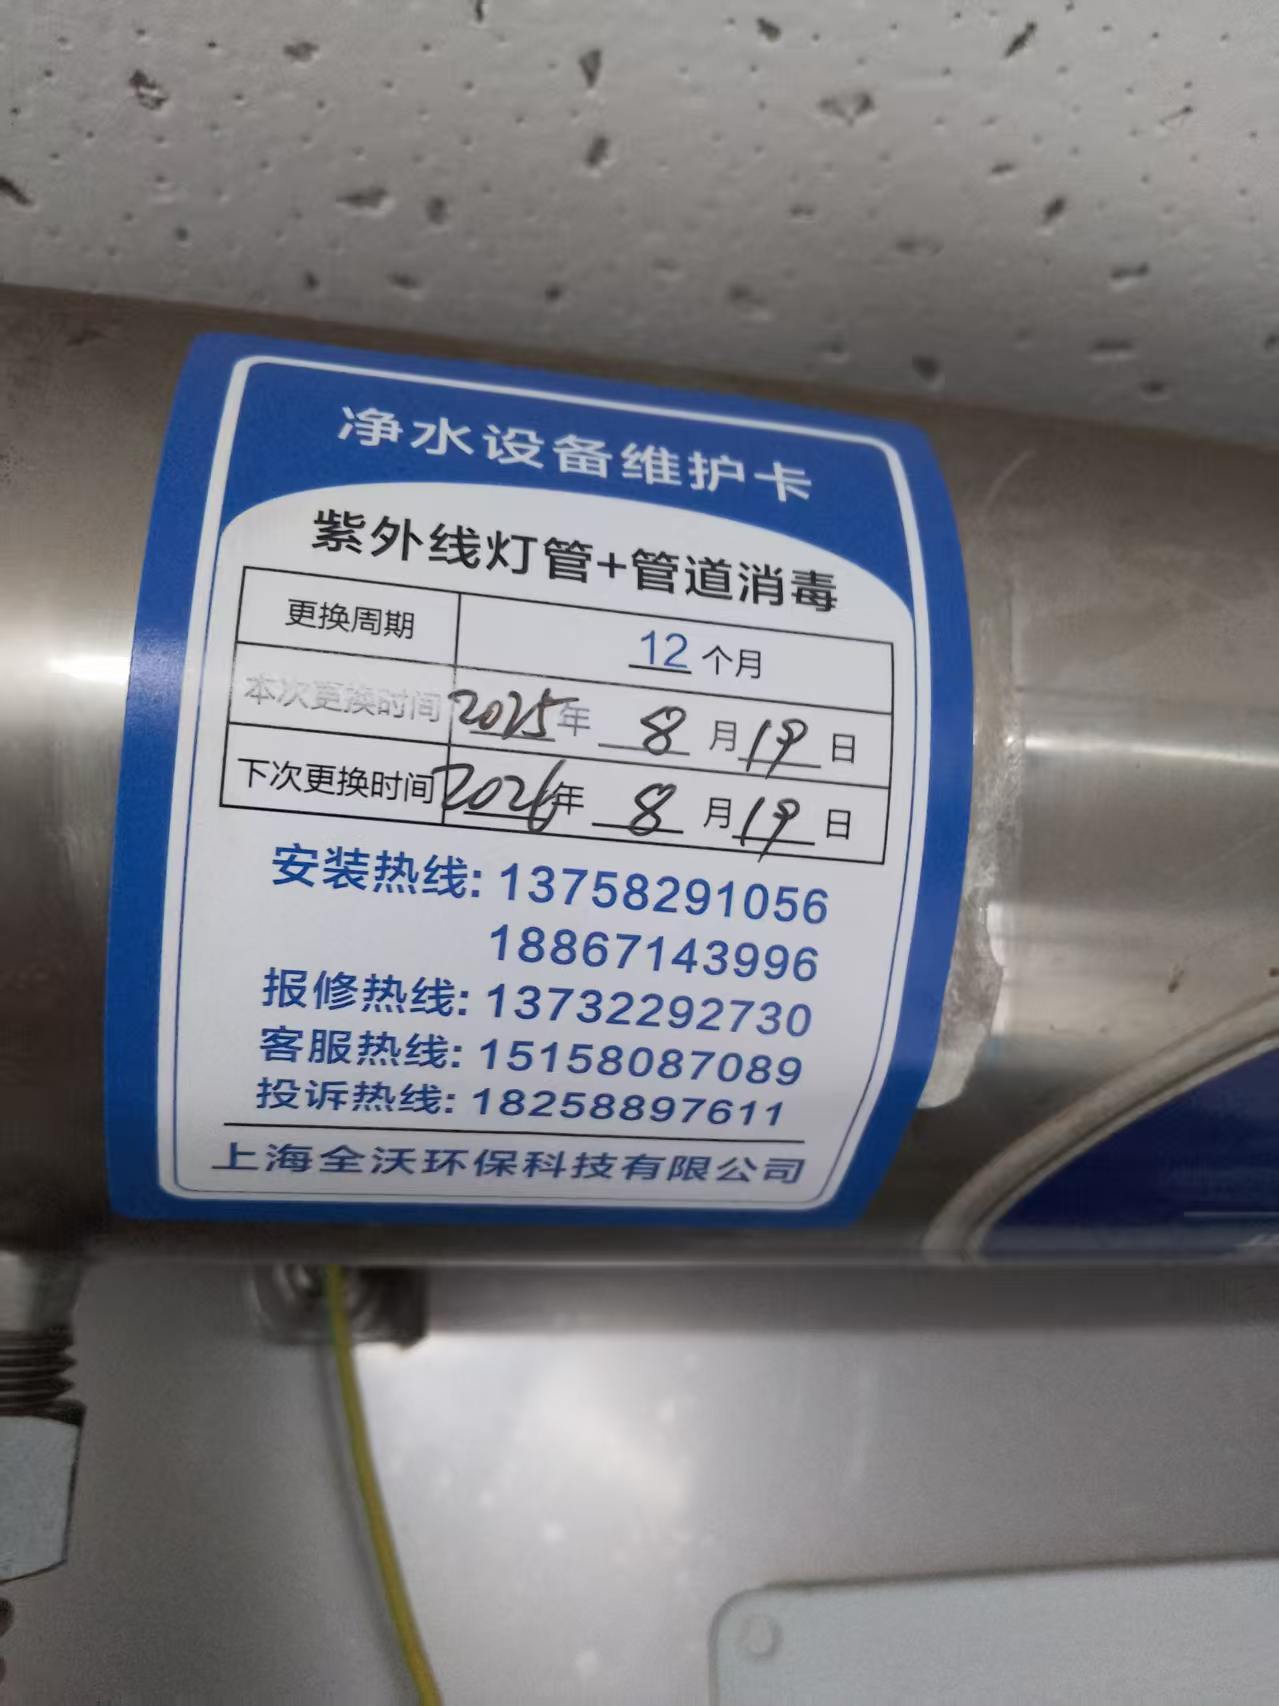 净水设备维护卡
紫外线灯管+管道消毒
更换周期 12个月
本次更换时间 2025年 8月19日
下次更换时间 2026年 8月19日
安装热线: 13758291056
18867143996
报修热线: 13732292730
客服热线: 15158087089
投诉热线: 18258897611
上海全沃环保科技有限公司